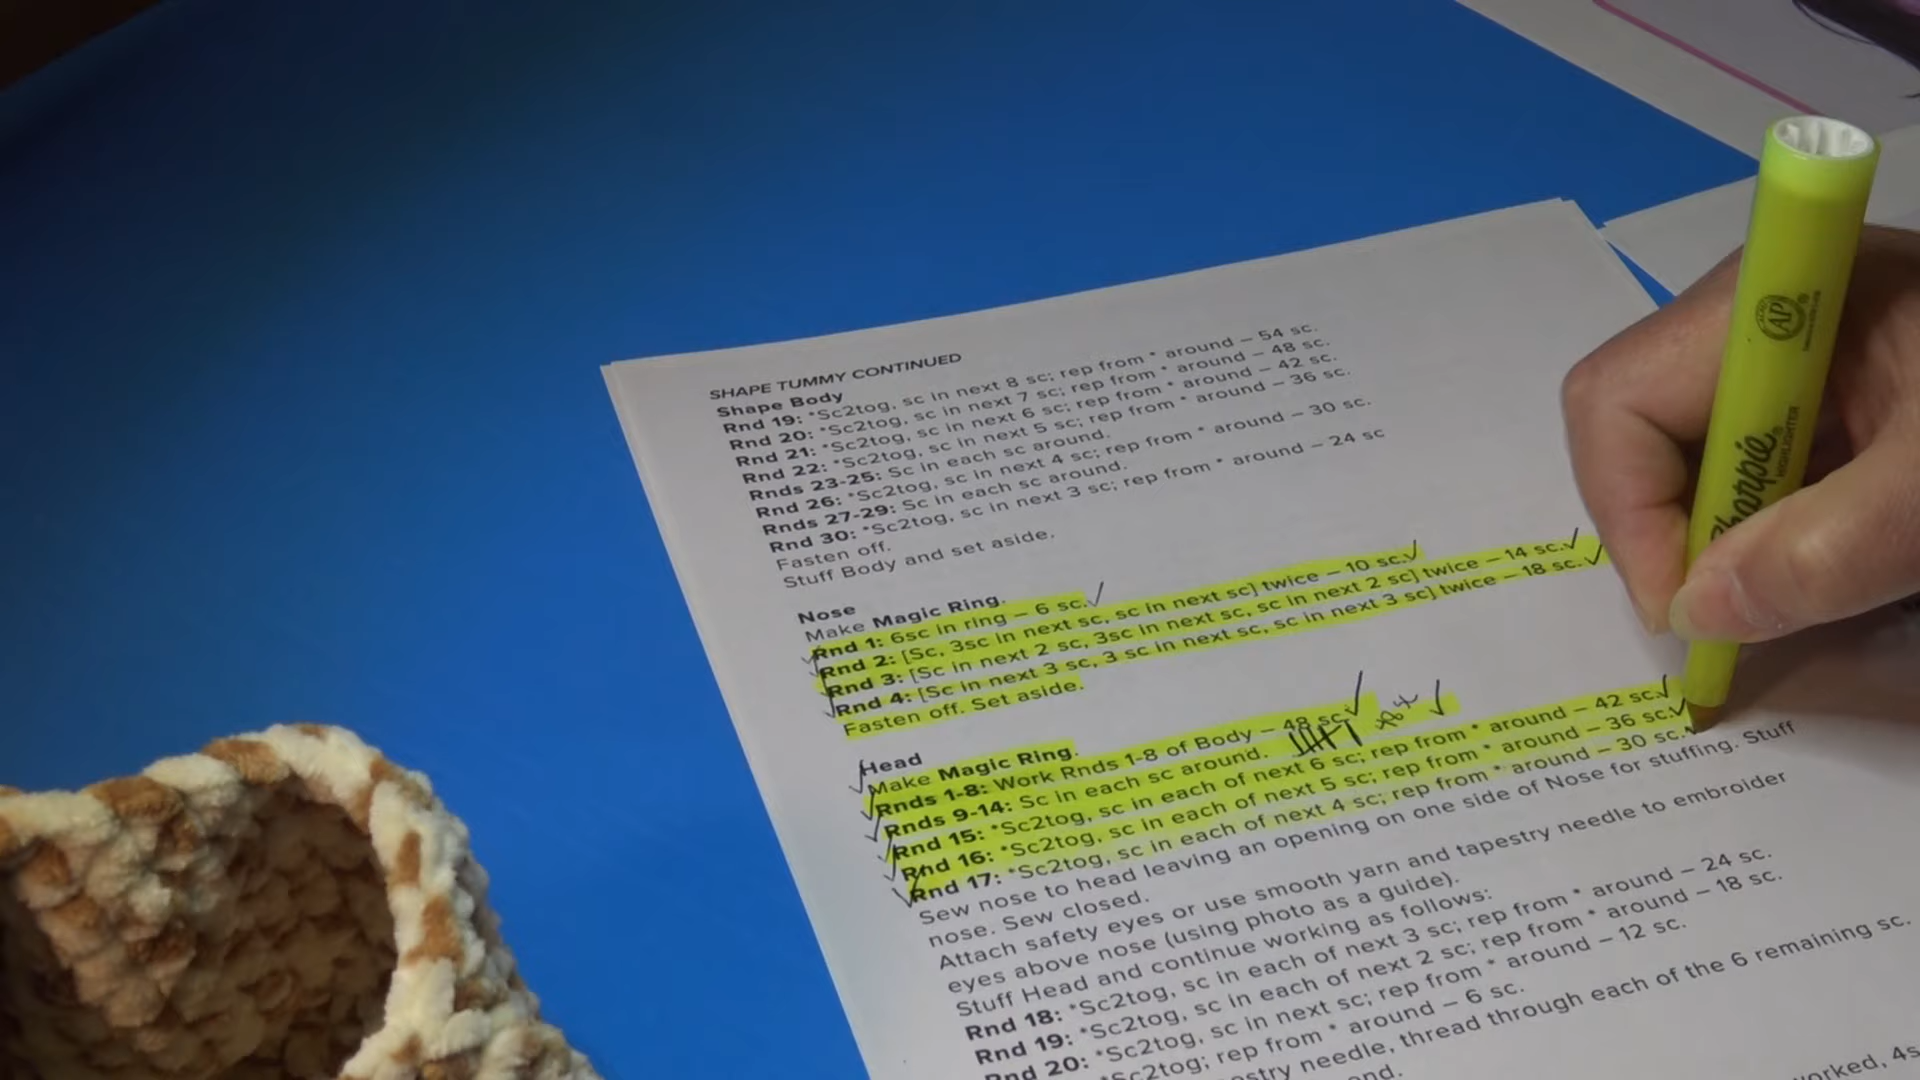 SHAPE TUMMY CONTINUED
Shape Body
Rnd 19: *Sc2tog, sc in next 8 sc; rep from * around – 54 sc.
Rnd 20: *Sc2tog, sc in next 7 sc; rep from * around – 48 sc.
Rnd 21: *Sc2tog, sc in next 6 sc; rep from * around – 42 sc.
Rnd 22: *Sc2tog, sc in next 5 sc; rep from * around – 36 sc.
Rnds 23-25: Sc in each sc around.
Rnd 26: *Sc2tog, sc in next 4 sc; rep from * around – 30 sc.
Rnds 27-29: Sc in each sc around.
Rnd 30: *Sc2tog, sc in next 3 sc; rep from * around – 24 sc
Fasten off.
Stuff Body and set aside.
Nose
Make Magic Ring.
Rnd 1: 6sc in ring – 6 sc.
Rnd 2: [Sc, 3sc in next sc, sc in next sc] twice – 10 sc.
Rnd 3: [Sc in next 2 sc, 3sc in next sc, sc in next 2 sc] twice – 14 sc.
Rnd 4: [Sc in next 3 sc, 3 sc in next sc, sc in next 3 sc] twice – 18 sc.
Fasten off. Set aside.
Head
Make Magic Ring.
Rnds 1-8: Work Rnds 1-8 of Body – 48 sc.
Rnds 9-14: Sc in each sc around.
Rnd 15: *Sc2tog, sc in each of next 6 sc; rep from * around – 42 sc.
Rnd 16: *Sc2tog, sc in each of next 5 sc; rep from * around – 36 sc.
Rnd 17: *Sc2tog, sc in each of next 4 sc; rep from * around – 30 sc.
Sew nose to head leaving an opening on one side of Nose for stuffing. Stuff
nose. Sew closed.
Attach safety eyes or use smooth yarn and tapestry needle to embroider
eyes above nose (using photo as a guide).
Stuff Head and continue working as follows:
Rnd 18: *Sc2tog, sc in each of next 3 sc; rep from * around – 24 sc.
Rnd 19: *Sc2tog, sc in each of next 2 sc; rep from * around – 18 sc.
Rnd 20: *Sc2tog, sc in next sc; rep from * around – 12 sc.
*Sc2tog; rep from * around – 6 sc.
needle, thread through each of the 6 remaining sc.
worked, 4s
Sharpie
HIGHLIGHTER
AP